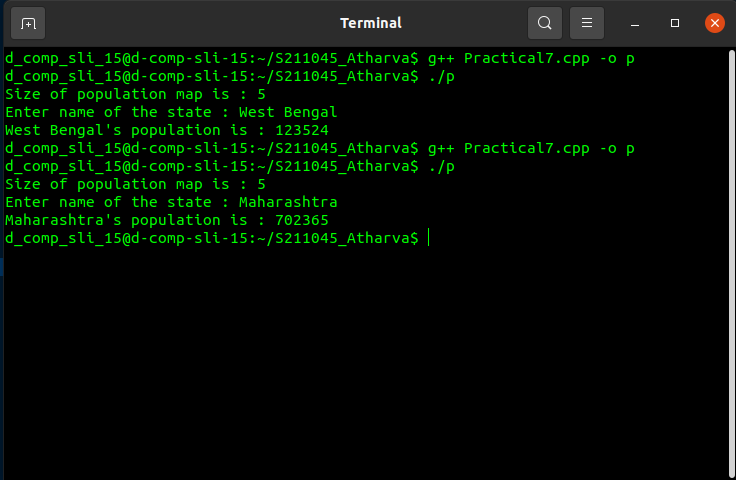 Terminal
d_comp_sli_15@d-comp-sli-15:~/S211045_Atharva$ g++ Practical7.cpp -o p
d_comp_sli_15@d-comp-sli-15:~/S211045_Atharva$ ./p
Size of population map is : 5
Enter name of the state : West Bengal
West Bengal's population is : 123524
d_comp_sli_15@d-comp-sli-15:~/S211045_Atharva$ g++ Practical7.cpp -o p
d_comp_sli_15@d-comp-sli-15:~/S211045_Atharva$ ./p
Size of population map is : 5
Enter name of the state : Maharashtra
Maharashtra's population is : 702365
d_comp_sli_15@d-comp-sli-15:~/S211045_Atharva$